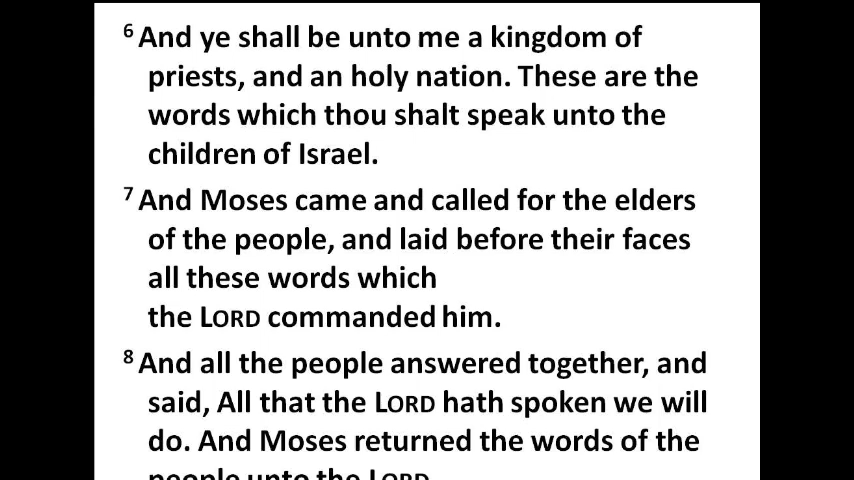 6 And ye shall be unto me a kingdom of
priests, and an holy nation. These are the
words which thou shalt speak unto the
children of Israel.
7 And Moses came and called for the elders
of the people, and laid before their faces
all these words which
the LORD commanded him.
8 And all the people answered together, and
said, All that the LORD hath spoken we will
do. And Moses returned the words of the
people unto the LORD